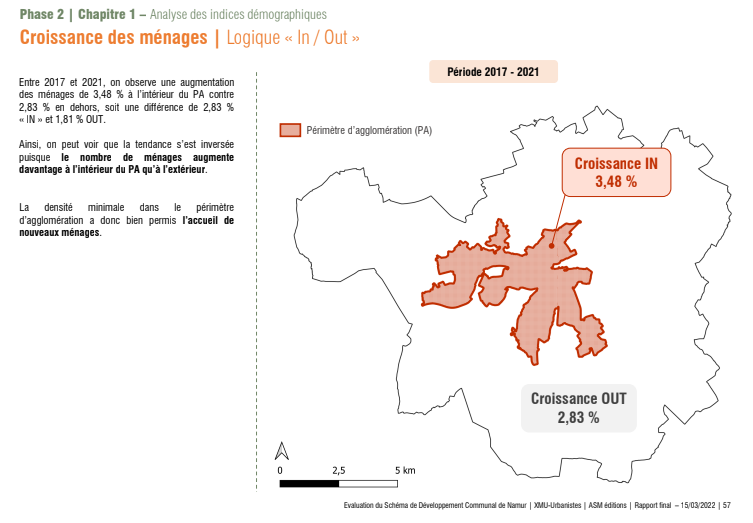 Phase 2 | Chapitre 1 – Analyse des indices démographiques
Croissance des ménages | Logique « In / Out »
Période 2017 - 2021
Entre 2017 et 2021, on observe une augmentation
des ménages de 3,48 % à l'intérieur du PA contre
2,83 % en dehors, soit une différence de 2,83 %
« IN » et 1,81 % OUT.
Ainsi, on peut voir que la tendance s'est inversée
puisque le nombre de ménages augmente
davantage à l'intérieur du PA qu'à l'extérieur.
La densité minimale dans le périmètre
d'agglomération a donc bien permis l'accueil de
nouveaux ménages.
Périmètre d'agglomération (PA)
Croissance IN
3,48 %
Croissance OUT
2,83 %
0 2,5 5 km
Evaluation du Schéma de Développement Communal de Namur | XMU-Urbanistes | ASM éditions | Rapport final – 15/03/2022 | 57